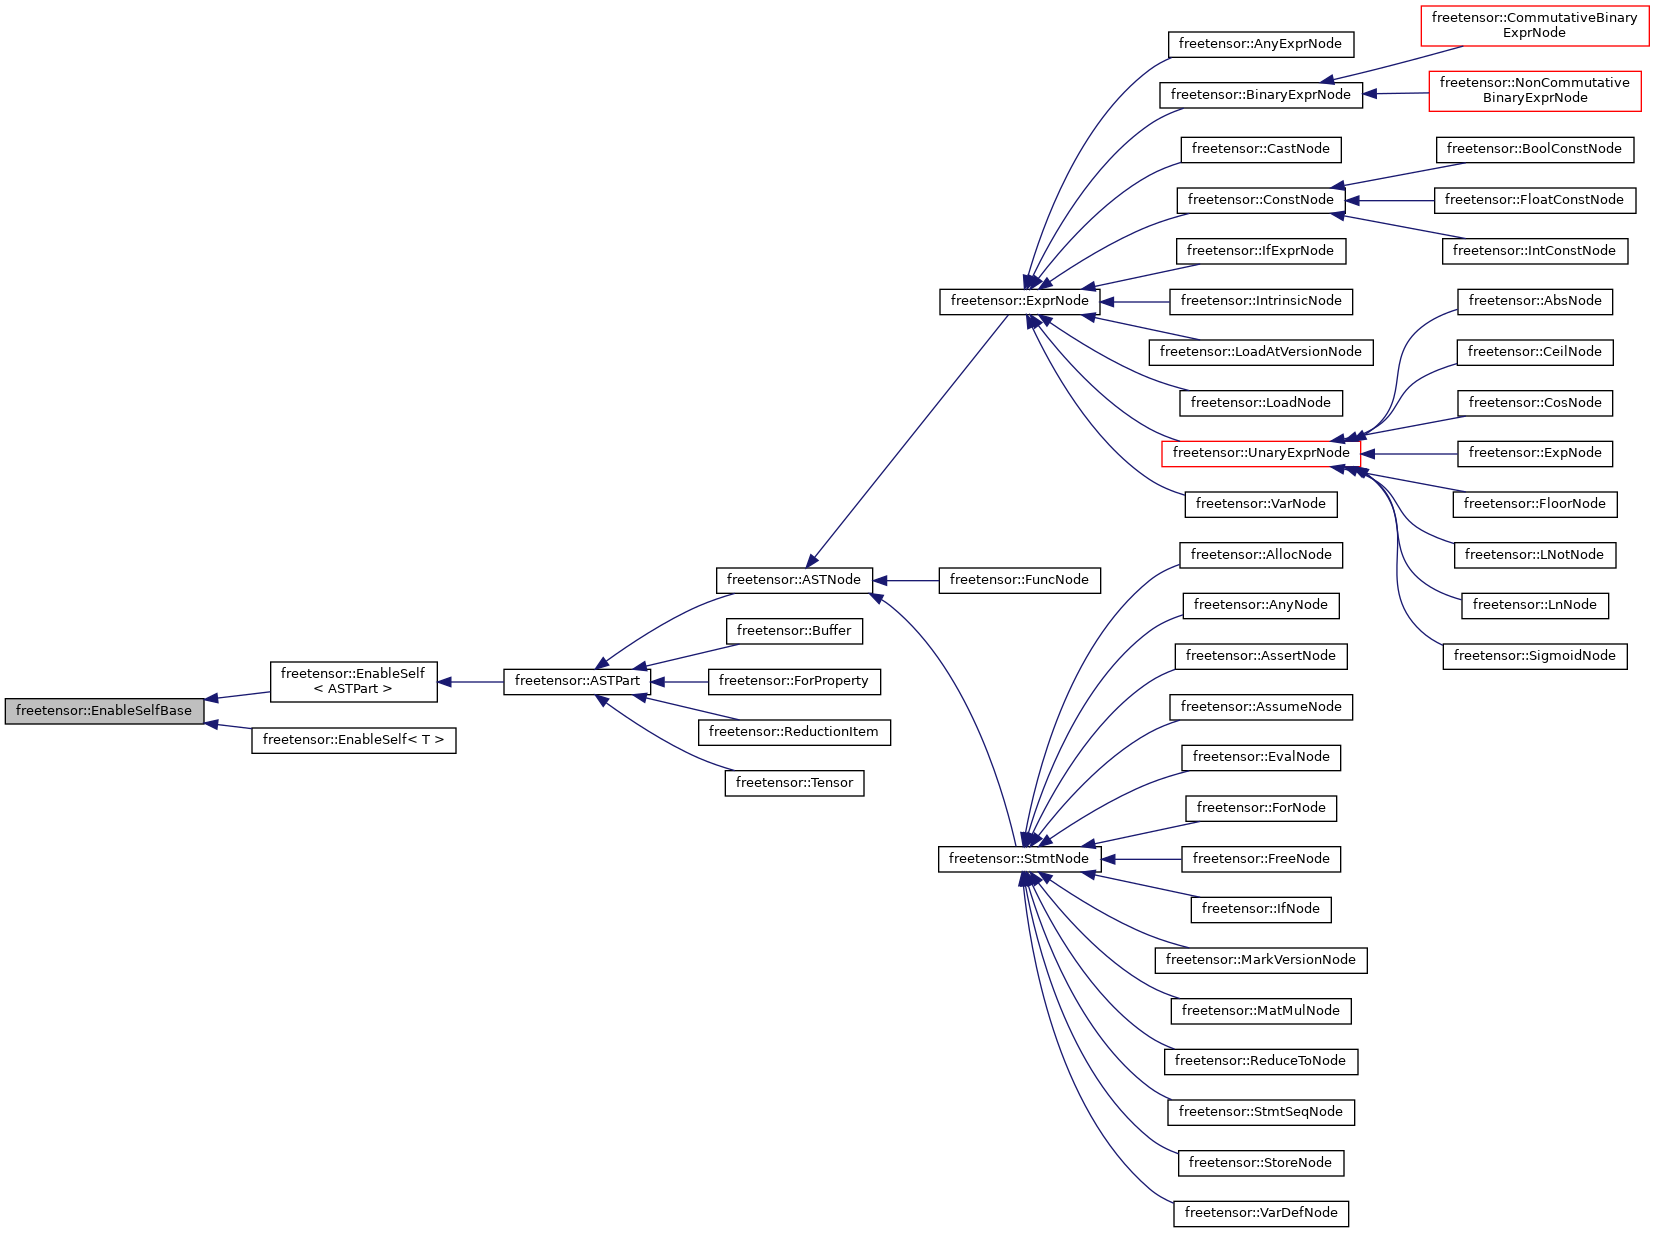 freetensor::EnableSelfBase
freetensor::EnableSelf
< ASTPart >
freetensor::EnableSelf< T >
freetensor::ASTPart
freetensor::ASTNode
freetensor::Buffer
freetensor::ForProperty
freetensor::ReductionItem
freetensor::Tensor
freetensor::ExprNode
freetensor::FuncNode
freetensor::StmtNode
freetensor::AnyExprNode
freetensor::BinaryExprNode
freetensor::CastNode
freetensor::ConstNode
freetensor::IfExprNode
freetensor::IntrinsicNode
freetensor::LoadAtVersionNode
freetensor::LoadNode
freetensor::UnaryExprNode
freetensor::VarNode
freetensor::AllocNode
freetensor::AnyNode
freetensor::AssertNode
freetensor::AssumeNode
freetensor::EvalNode
freetensor::ForNode
freetensor::FreeNode
freetensor::IfNode
freetensor::MarkVersionNode
freetensor::MatMulNode
freetensor::ReduceToNode
freetensor::StmtSeqNode
freetensor::StoreNode
freetensor::VarDefNode
freetensor::CommutativeBinary
ExprNode
freetensor::NonCommutative
BinaryExprNode
freetensor::BoolConstNode
freetensor::FloatConstNode
freetensor::IntConstNode
freetensor::AbsNode
freetensor::CeilNode
freetensor::CosNode
freetensor::ExpNode
freetensor::FloorNode
freetensor::LNotNode
freetensor::LnNode
freetensor::SigmoidNode